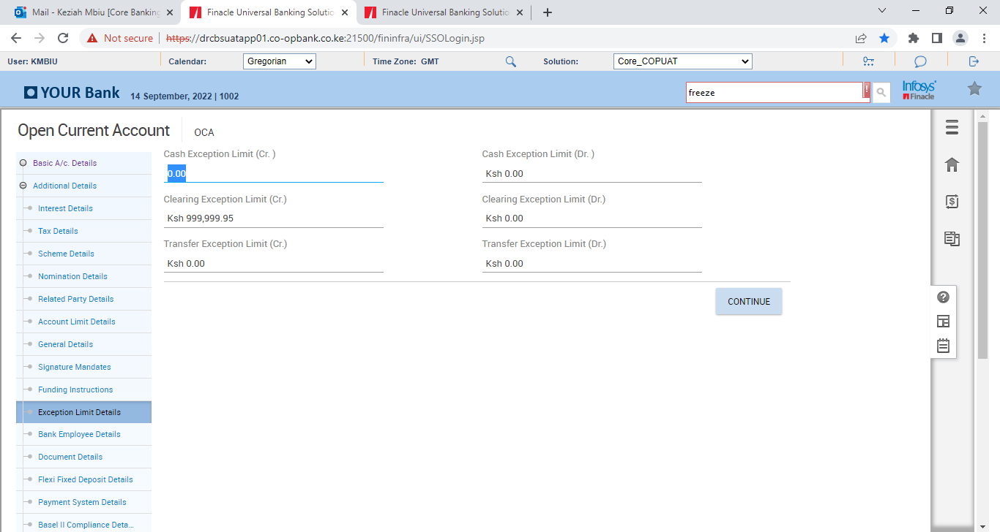 Mail - Keziah Mbiu [Core Banking
Finacle Universal Banking Solutio
Finacle Universal Banking Solutio
Not secure
https://drcbsuatapp01.co-opbank.co.ke:21500/fininfra/ui/SSOLogin.jsp
User: KMBIU
Calendar:
Gregorian
Time Zone: GMT
Solution:
Core_COPUAT
YOUR Bank
14 September, 2022 | 1002
freeze
Infosys
Finacle
Open Current Account
OCA
Basic A/c. Details
Additional Details
Interest Details
Tax Details
Scheme Details
Nomination Details
Related Party Details
Account Limit Details
General Details
Signature Mandates
Funding Instructions
Exception Limit Details
Bank Employee Details
Document Details
Flexi Fixed Deposit Details
Payment System Details
Basel II Compliance Deta...
Cash Exception Limit (Cr. )
0.00
Cash Exception Limit (Dr. )
Ksh 0.00
Clearing Exception Limit (Cr.)
Ksh 999,999.95
Clearing Exception Limit (Dr.)
Ksh 0.00
Transfer Exception Limit (Cr.)
Ksh 0.00
Transfer Exception Limit (Dr.)
Ksh 0.00
CONTINUE